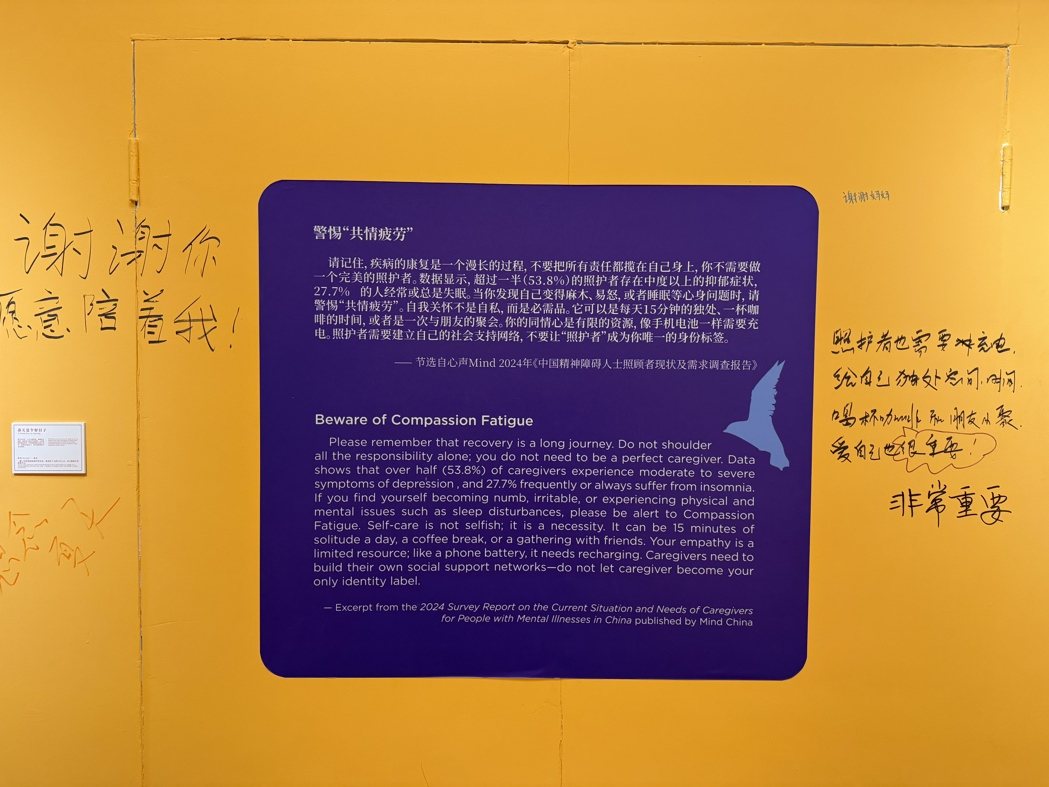 谢谢你
愿意陪着我！
警惕“共情疲劳”
请记住, 疾病的康复是一个漫长的过程, 不要把所有责任都揽在自己身上, 你不需要做
一个完美的照护者。数据显示, 超过一半(53.8%)的照护者存在中度以上的抑郁症状,
27.7% 的人经常或总是失眠。当你发现自己变得麻木、易怒, 或者睡眠等心身问题时, 请
警惕“共情疲劳”。自我关怀不是自私, 而是必需品。它可以是每天15分钟的独处、一杯咖
啡的时间, 或者是一次与朋友的聚会。你的同情心是有限的资源, 像手机电池一样需要充
电。照护者需要建立自己的社会支持网络, 不要让“照护者”成为你唯一的身份标签。
—— 节选自心声Mind 2024年《中国精神障碍人士照顾者现状及需求调查报告》
Beware of Compassion Fatigue
Please remember that recovery is a long journey. Do not shoulder
all the responsibility alone; you do not need to be a perfect caregiver. Data
shows that over half (53.8%) of caregivers experience moderate to severe
symptoms of depression , and 27.7% frequently or always suffer from insomnia.
If you find yourself becoming numb, irritable, or experiencing physical and
mental issues such as sleep disturbances, please be alert to Compassion
Fatigue. Self-care is not selfish; it is a necessity. It can be 15 minutes of
solitude a day, a coffee break, or a gathering with friends. Your empathy is a
limited resource; like a phone battery, it needs recharging. Caregivers need to
build their own social support networks—do not let caregiver become your
only identity label.
— Excerpt from the 2024 Survey Report on the Current Situation and Needs of Caregivers
for People with Mental Illnesses in China published by Mind China
谢谢
照护者也需要充电.
给自己独处空间.时间.
喝杯咖啡 和朋友小聚.
爱自己也很重要！
非常重要